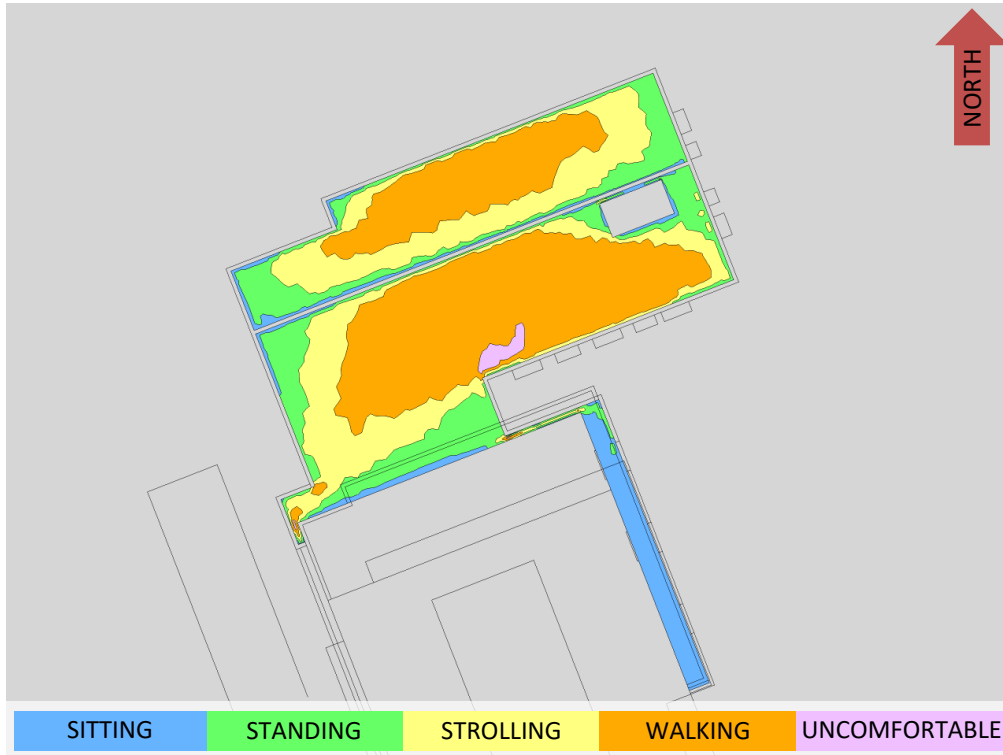 NORTH
SITTING
STANDING
STROLLING
WALKING
UNCOMFORTABLE